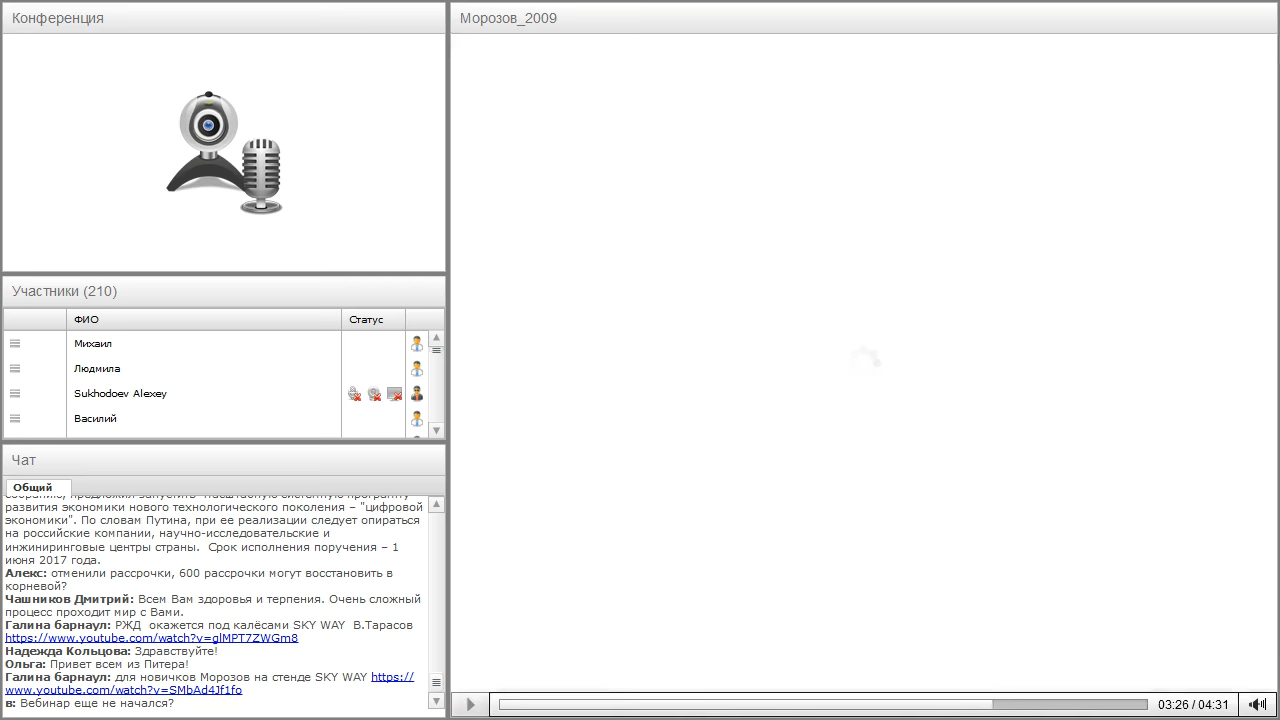 Конференция
Морозов_2009
Участники (210)
ФИО Статус
Михаил
Людмила
Sukhodoev Alexey
Василий
Чат
Общий
развития экономики нового технологического поколения – "цифровой
экономики". По словам Путина, при ее реализации следует опираться
на российские компании, научно-исследовательские и
инжиниринговые центры страны.  Срок исполнения поручения – 1
июня 2017 года.
Алекс: отменили рассрочки, 600 рассрочки могут восстановить в
корневой?
Чашников Дмитрий: Всем Вам здоровья и терпения. Очень сложный
процесс проходит мир с Вами.
Галина барнаул: РЖД  окажется под калёсами SKY WAY  В.Тарасов
https://www.youtube.com/watch?v=glMPT7ZWGm8
Надежда Кольцова: Здравствуйте!
Ольга: Привет всем из Питера!
Галина барнаул: для новичков Морозов на стенде SKY WAY https://
www.youtube.com/watch?v=SMbAd4Jf1fo
в: Вебинар еще не начался?
03:26 / 04:31